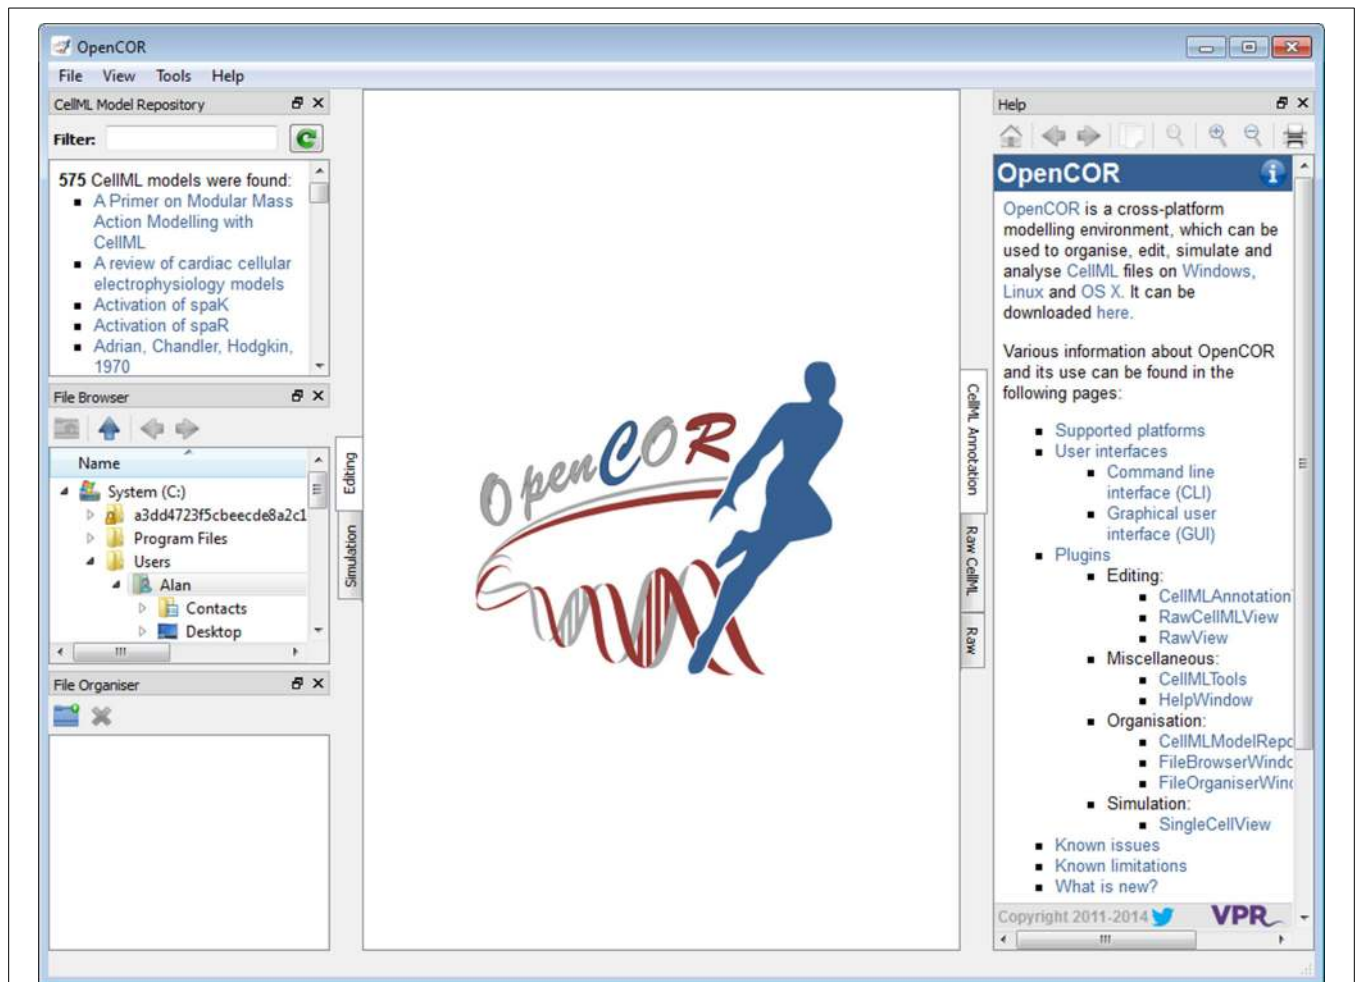 OpenCOR
File View Tools Help
CellML Model Repository
Filter:
575 CellML models were found:
A Primer on Modular Mass
Action Modelling with
CellML
A review of cardiac cellular
electrophysiology models
Activation of spaK
Activation of spaR
Adrian, Chandler, Hodgkin,
1970
File Browser
Name
System (C:)
a3dd4723f5cbeecde8a2c1
Program Files
Users
Alan
Contacts
Desktop
File Organiser
Editing
Simulation
OpenCOR
CellML Annotation
Raw CellML
Raw
Help
OpenCOR
OpenCOR is a cross-platform
modelling environment, which can be
used to organise, edit, simulate and
analyse CellML files on Windows,
Linux and OS X. It can be
downloaded here.
Various information about OpenCOR
and its use can be found in the
following pages:
Supported platforms
User interfaces
Command line
interface (CLI)
Graphical user
interface (GUI)
Plugins
Editing:
CellMLAnnotation
RawCellMLView
RawView
Miscellaneous:
CellMLTools
HelpWindow
Organisation:
CellMLModelRepo
FileBrowserWindo
FileOrganiserWind
Simulation:
SingleCellView
Known issues
Known limitations
What is new?
Copyright 2011-2014 VPR